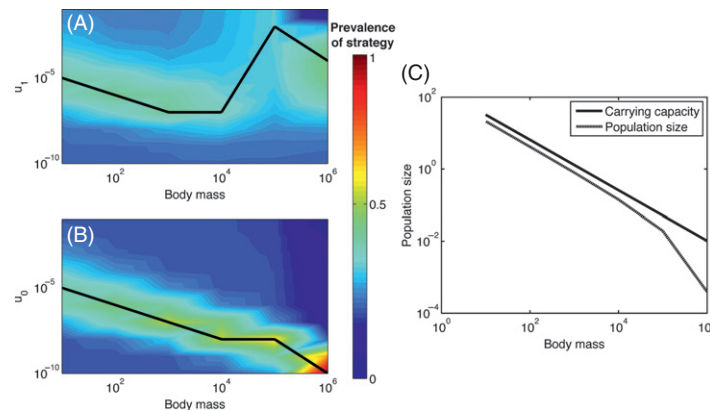 (A)
u1
10^-5
10^-10
10^2
10^4
10^6
Body mass
Prevalence
of strategy
1
0.5
0
(B)
u0
10^-5
10^-10
10^2
10^4
10^6
Body mass
(C)
Carrying capacity
Population size
Population size
10^2
10^0
10^-2
10^-4
10^0
10^2
10^4
10^6
Body mass